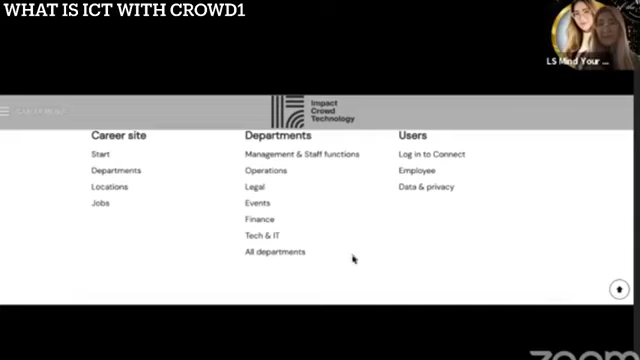 WHAT IS ICT WITH CROWD1
LS Mind Your ...
CAREER MENU
Impact
Crowd
Technology
Career site
Start
Departments
Locations
Jobs
Departments
Management & Staff functions
Operations
Legal
Events
Finance
Tech & IT
All departments
Users
Log in to Connect
Employee
Data & privacy
zoom